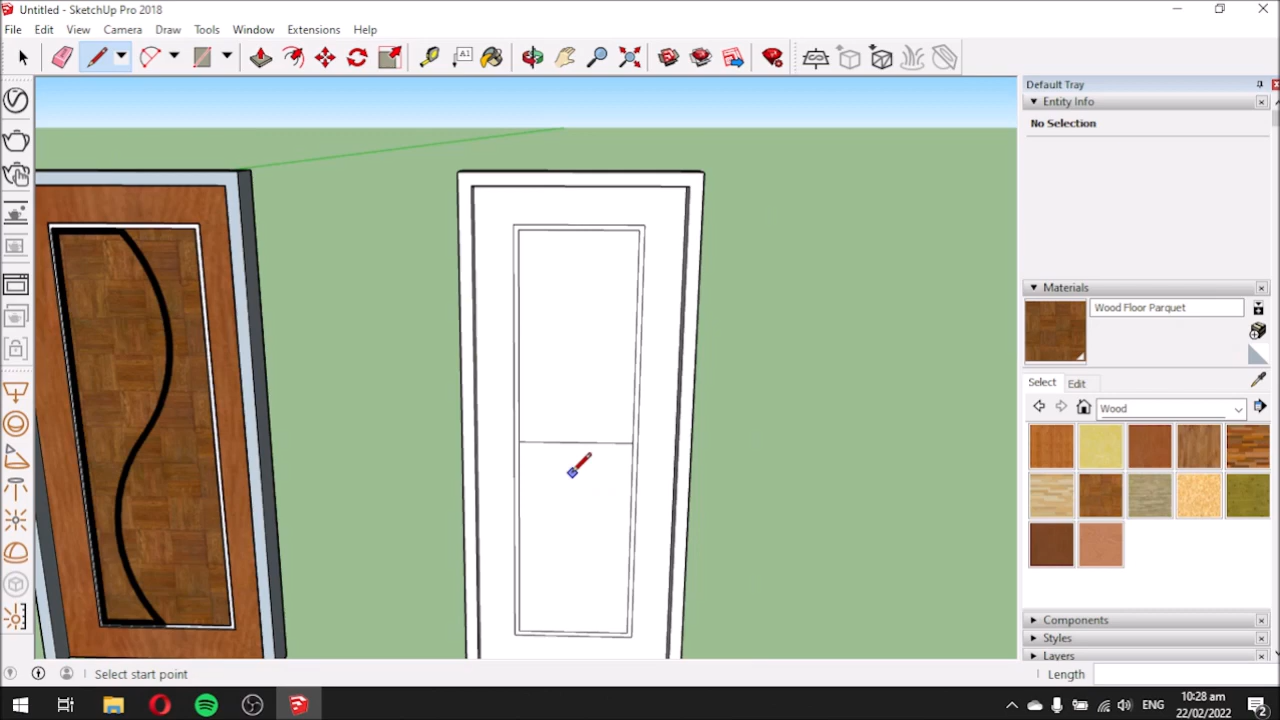 Untitled - SketchUp Pro 2018
File Edit View Camera Draw Tools Window Extensions Help
A1
Default Tray
Entity Info
No Selection
Materials
Wood Floor Parquet
Select Edit
Wood
Components
Styles
Layers
Select start point
Length
ENG
10:28 am
22/02/2022
2